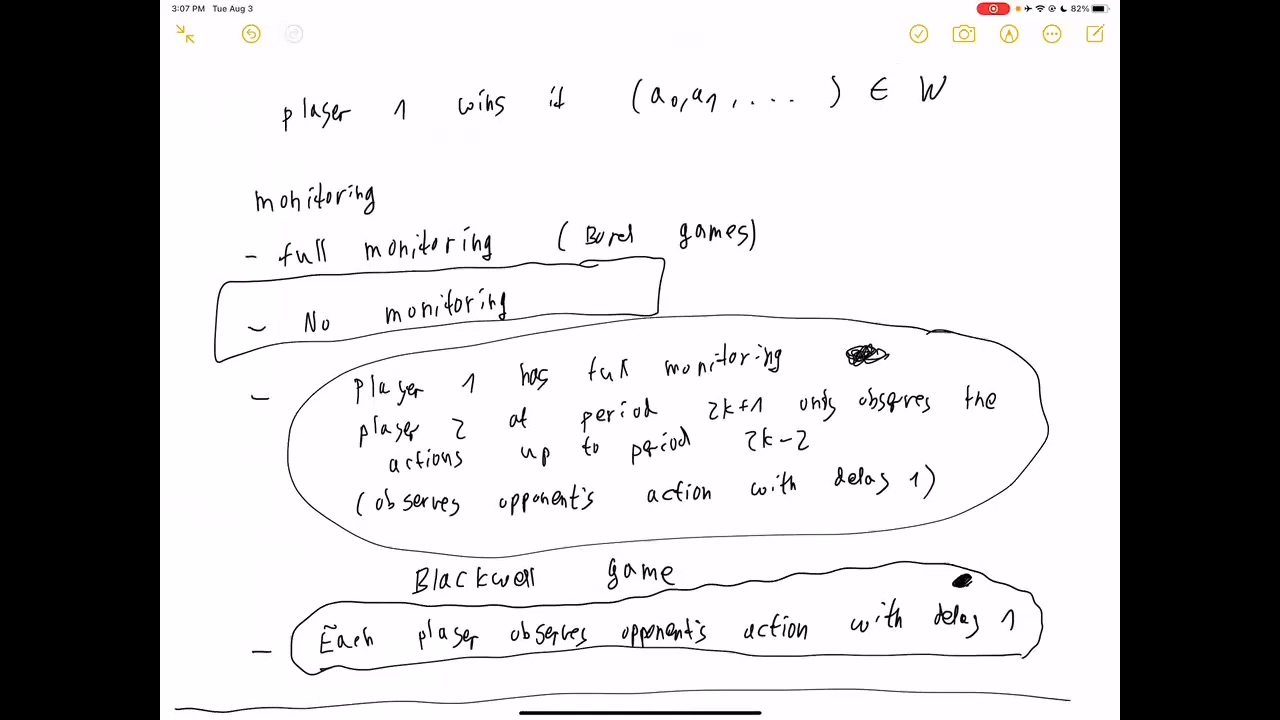 3:07 PM Tue Aug 3
82%
player 1 wins if (a0,a1, . . . . ) ∈ W
monitoring
- full monitoring (Borel games)
- No monitoring
- player 1 has full monitoring
player 2 at period 2k+1 only observes the
actions up to period 2k-2
(observes opponent's action with delay 1)
Blackwell game
- Each player observes opponent's action with delay 1